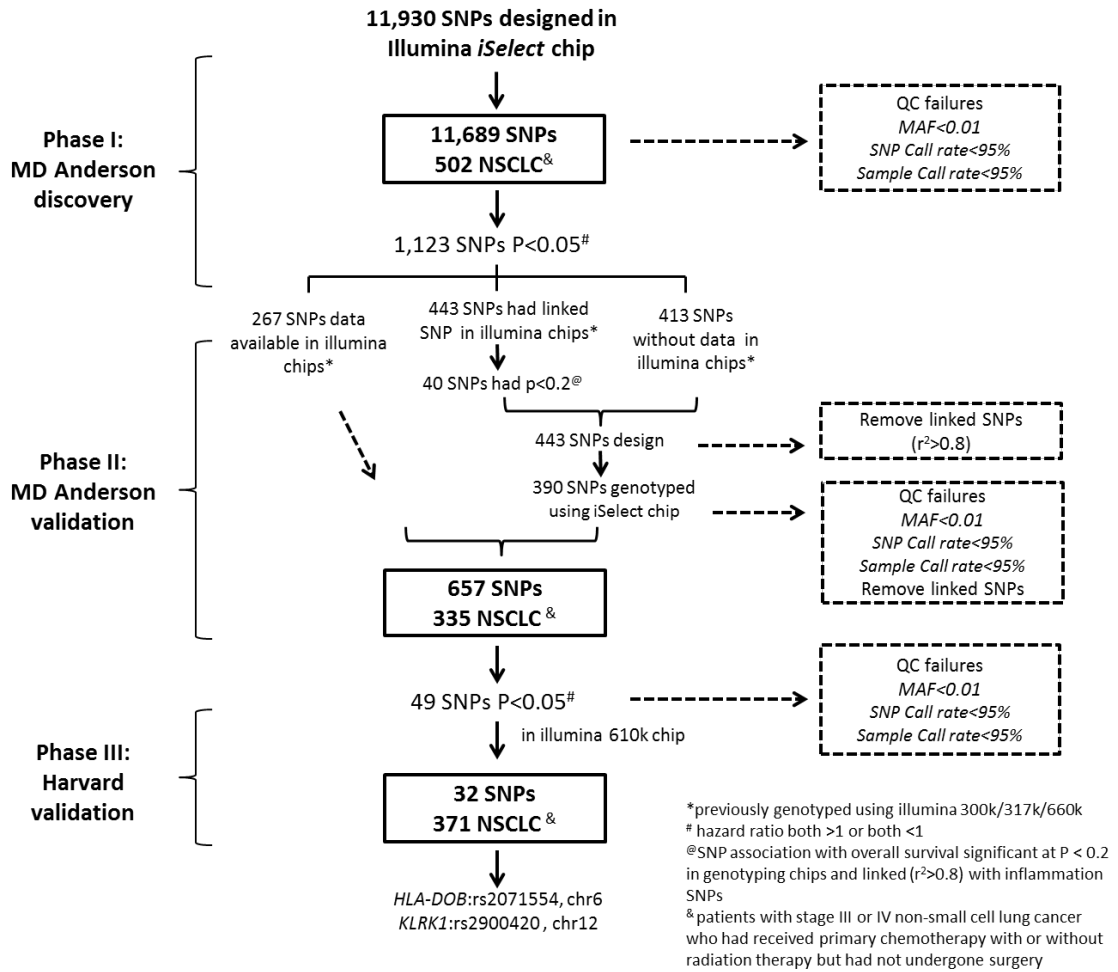 11,930 SNPs designed in
Illumina iSelect chip
Phase I:
MD Anderson
discovery
11,689 SNPs
502 NSCLC&
QC failures
MAF<0.01
SNP Call rate<95%
Sample Call rate<95%
1,123 SNPs P<0.05#
267 SNPs data
available in illumina
chips*
443 SNPs had linked
SNP in illumina chips*
413 SNPs
without data in
illumina chips*
40 SNPs had p<0.2@
Phase II:
MD Anderson
validation
443 SNPs design
Remove linked SNPs
(r²>0.8)
390 SNPs genotyped
using iSelect chip
QC failures
MAF<0.01
SNP Call rate<95%
Sample Call rate<95%
Remove linked SNPs
657 SNPs
335 NSCLC &
49 SNPs P<0.05#
QC failures
MAF<0.01
SNP Call rate<95%
Sample Call rate<95%
Phase III:
Harvard
validation
in illumina 610k chip
32 SNPs
371 NSCLC &
HLA-DOB:rs2071554, chr6
KLRK1:rs2900420 , chr12
*previously genotyped using illumina 300k/317k/660k
# hazard ratio both >1 or both <1
@SNP association with overall survival significant at P < 0.2
in genotyping chips and linked (r²>0.8) with inflammation
SNPs
& patients with stage III or IV non-small cell lung cancer
who had received primary chemotherapy with or without
radiation therapy but had not undergone surgery